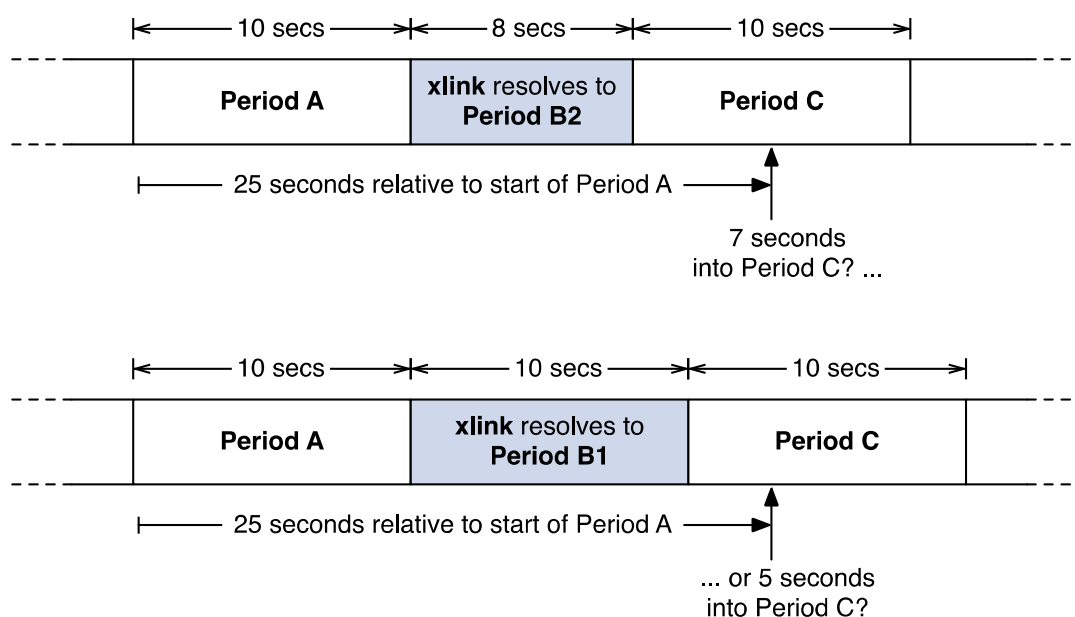 10 secs 8 secs 10 secs
Period A
xlink resolves to
Period B2
Period C
25 seconds relative to start of Period A
7 seconds
into Period C? ...
10 secs 10 secs 10 secs
Period A
xlink resolves to
Period B1
Period C
25 seconds relative to start of Period A
... or 5 seconds
into Period C?